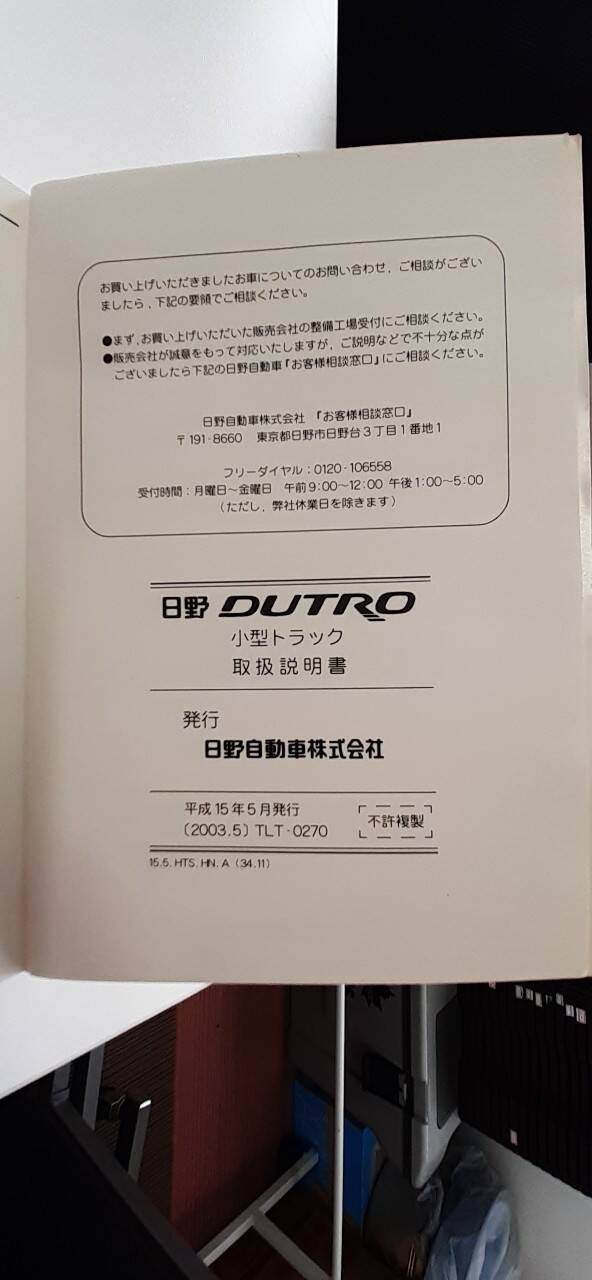 お買い上げいただきましたお車についてのお問い合わせ，ご相談がござい
ましたら，下記の要領でご相談ください。
●まず，お買い上げいただいた販売会社の整備工場受付にご相談ください。
●販売会社が誠意をもって対応いたしますが，ご説明などで不十分な点が
ございましたら下記の日野自動車『お客様相談窓口』にご相談ください。
日野自動車株式会社 『お客様相談窓口』
〒191-8660 東京都日野市日野台3丁目1番地1
フリーダイヤル：0120-106558
受付時間：月曜日～金曜日 午前9:00～12:00 午後1:00～5:00
（ただし，弊社休業日を除きます）
日野 DUTRO
小型トラック
取扱説明書
発行
日野自動車株式会社
平成15年5月発行
〔2003.5〕TLT-0270
不許複製
15.5. HTS. HN. A (34.11)